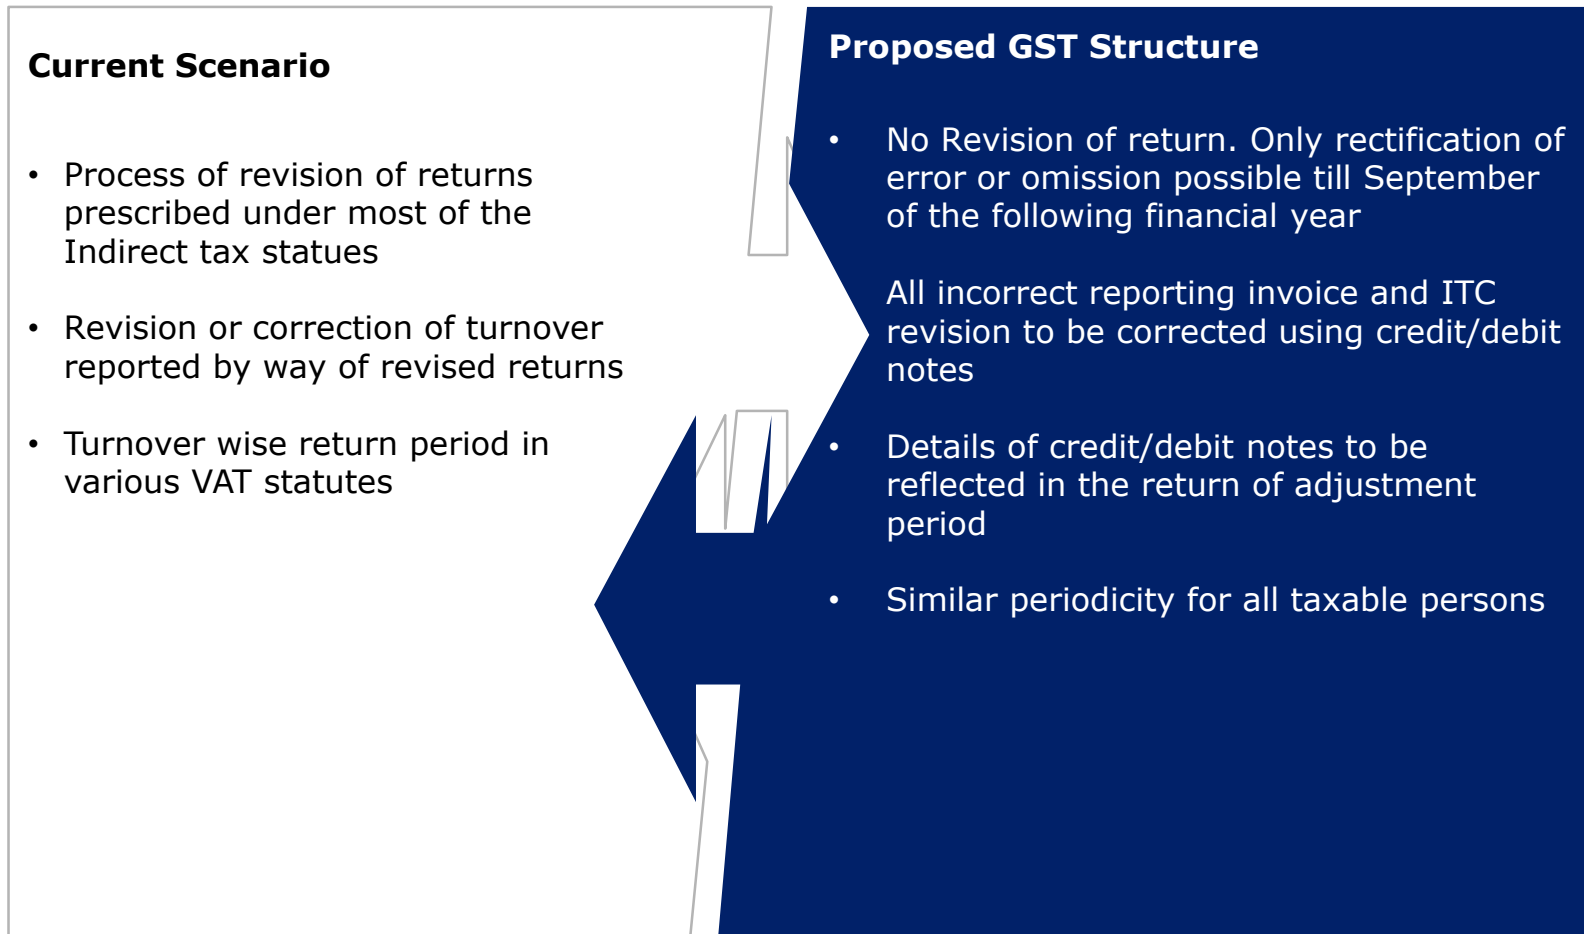 Current Scenario
• Process of revision of returns
prescribed under most of the
Indirect tax statues
• Revision or correction of turnover
reported by way of revised returns
• Turnover wise return period in
various VAT statutes
Proposed GST Structure
• No Revision of return. Only rectification of
error or omission possible till September
of the following financial year
All incorrect reporting invoice and ITC
revision to be corrected using credit/debit
notes
• Details of credit/debit notes to be
reflected in the return of adjustment
period
• Similar periodicity for all taxable persons